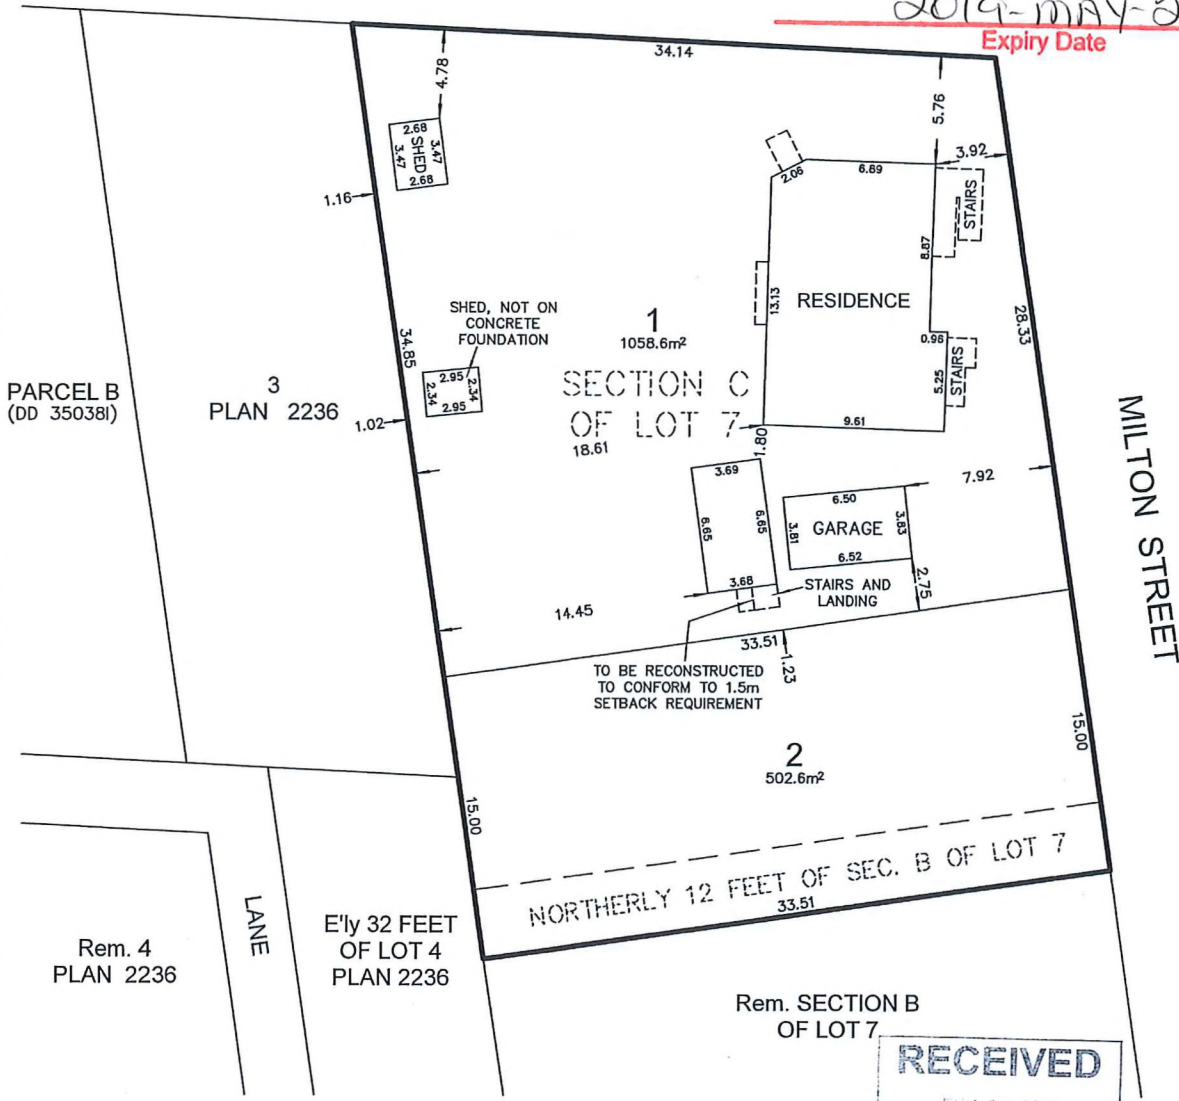 2019-MAY-2
Expiry Date
34.14
4.78
5.76
3.92
2.68
3.47
SHED
3.47
2.68
2.06
6.89
STAIRS
1.16
8.87
SHED, NOT ON
CONCRETE
FOUNDATION
1
1058.6m²
13.13
RESIDENCE
28.33
34.85
0.96
STAIRS
5.25
PARCEL B
(DD 35038I)
3
PLAN 2236
2.95
2.34
2.34
2.95
SECTION C
OF LOT 7
1.02
9.61
18.61
1.80
MILTON STREET
3.69
6.65
6.65
3.68
7.92
6.50
3.81
GARAGE
3.83
6.52
STAIRS AND
LANDING
2.75
14.45
33.51
1.23
TO BE RECONSTRUCTED
TO CONFORM TO 1.5m
SETBACK REQUIREMENT
2
502.6m²
15.00
15.00
NORTHERLY 12 FEET OF SEC. B OF LOT 7
33.51
LANE
E'ly 32 FEET
OF LOT 4
PLAN 2236
Rem. 4
PLAN 2236
Rem. SECTION B
OF LOT 7
RECEIVED